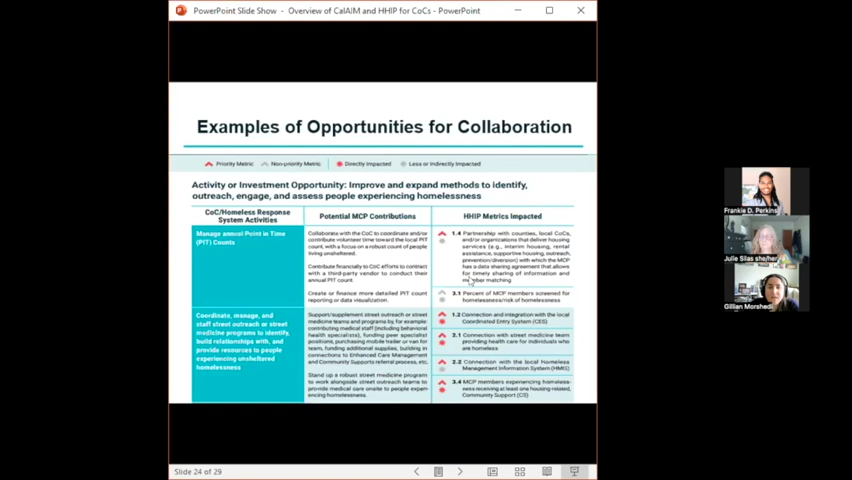 PowerPoint Slide Show - Overview of CalAIM and HHIP for CoCs - PowerPoint
Examples of Opportunities for Collaboration
Priority Metric Non-priority Metric Directly Impacted Less or Indirectly Impacted
Activity or Investment Opportunity: Improve and expand methods to identify,
outreach, engage, and assess people experiencing homelessness
CoC/Homeless Response
System Activities
Potential MCP Contributions
HHIP Metrics Impacted
Manage annual Point in Time
(PIT) Counts
Collaborate with the CoC to coordinate and/or
contribute volunteer time toward the local PIT
count, with a focus on a robust count of people
living unsheltered.
Contribute financially to CoC efforts to contract
with a third-party vendor to conduct their
annual PIT count.
Create or finance more detailed PIT count
reporting or data visualization.
1.4 Partnership with counties, local CoCs,
and/or organizations that deliver housing
services (e.g., interim housing, rental
assistance, supportive housing, outreach,
prevention/diversion) with which the MCP
has a data sharing agreement that allows
for timely sharing of information and
member matching
3.1 Percent of MCP members screened for
homelessness/risk of homelessness
Coordinate, manage, and
staff street outreach or street
medicine programs to identify,
build relationships with, and
provide resources to people
experiencing unsheltered
homelessness
Support/supplement street outreach or street
medicine teams and programs by, for example:
contributing medical staff (including behavioral
health specialists), funding peer specialist
positions, purchasing mobile trailer or van for
team, funding additional supplies, building in
connections to Enhanced Care Management
and Community Supports referral process, etc.
Stand up a robust street medicine program
to work alongside street outreach teams to
provide medical care onsite to people experi-
encing homelessness.
1.2 Connection and integration with the local
Coordinated Entry System (CES)
2.1 Connection with street medicine team
providing health care for individuals who
are homeless
2.2 Connection with the local Homeless
Management Information System (HMIS)
3.4 MCP members experiencing homeless-
ness receiving at least one housing-related
Community Support (CS)
Frankie D. Perkins
Julie Silas she/her
Gillian Morshedi
Slide 24 of 29